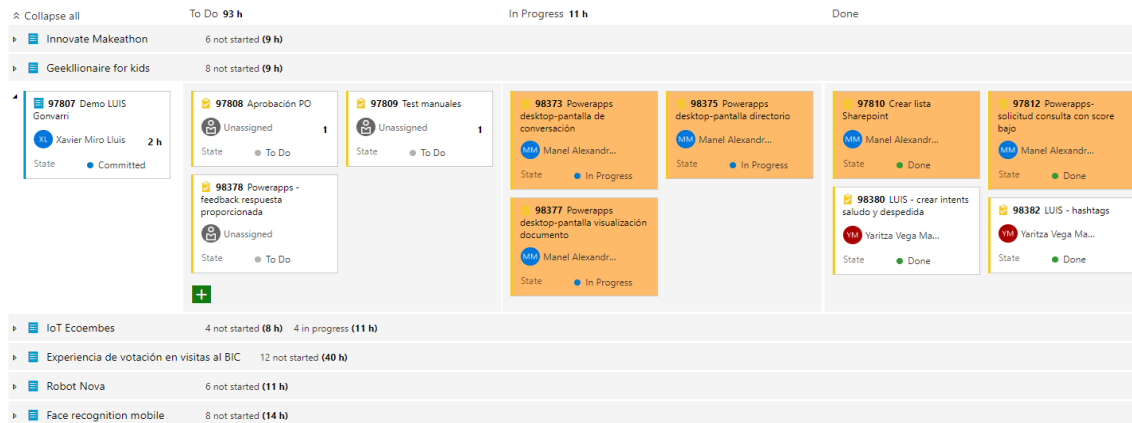 Collapse all
To Do 93 h
In Progress 11 h
Done
Innovate Makeathon
6 not started (9 h)
Geekllionaire for kids
8 not started (9 h)
97807 Demo LUIS
Gonvarri
XL Xavier Miro Lluis 2 h
State Committed
97808 Aprobación PO
Unassigned 1
State To Do
97809 Test manuales
Unassigned 1
State To Do
98378 Powerapps -
feedback respuesta
proporcionada
Unassigned
State To Do
98373 Powerapps
desktop-pantalla de
conversación
MM Manel Alexandr...
State In Progress
98375 Powerapps
desktop-pantalla directorio
MM Manel Alexandr...
State In Progress
98377 Powerapps
desktop-pantalla visualización
documento
MM Manel Alexandr...
State In Progress
97810 Crear lista
Sharepoint
MM Manel Alexandr...
State Done
97812 Powerapps-
solicitud consulta con score
bajo
MM Manel Alexandr...
State Done
98380 LUIS - crear intents
saludo y despedida
YM Yaritza Vega Ma...
State Done
98382 LUIS - hashtags
YM Yaritza Vega Ma...
State Done
IoT Ecoembes
4 not started (8 h) 4 in progress (11 h)
Experiencia de votación en visitas al BIC
12 not started (40 h)
Robot Nova
6 not started (11 h)
Face recognition mobile
8 not started (14 h)